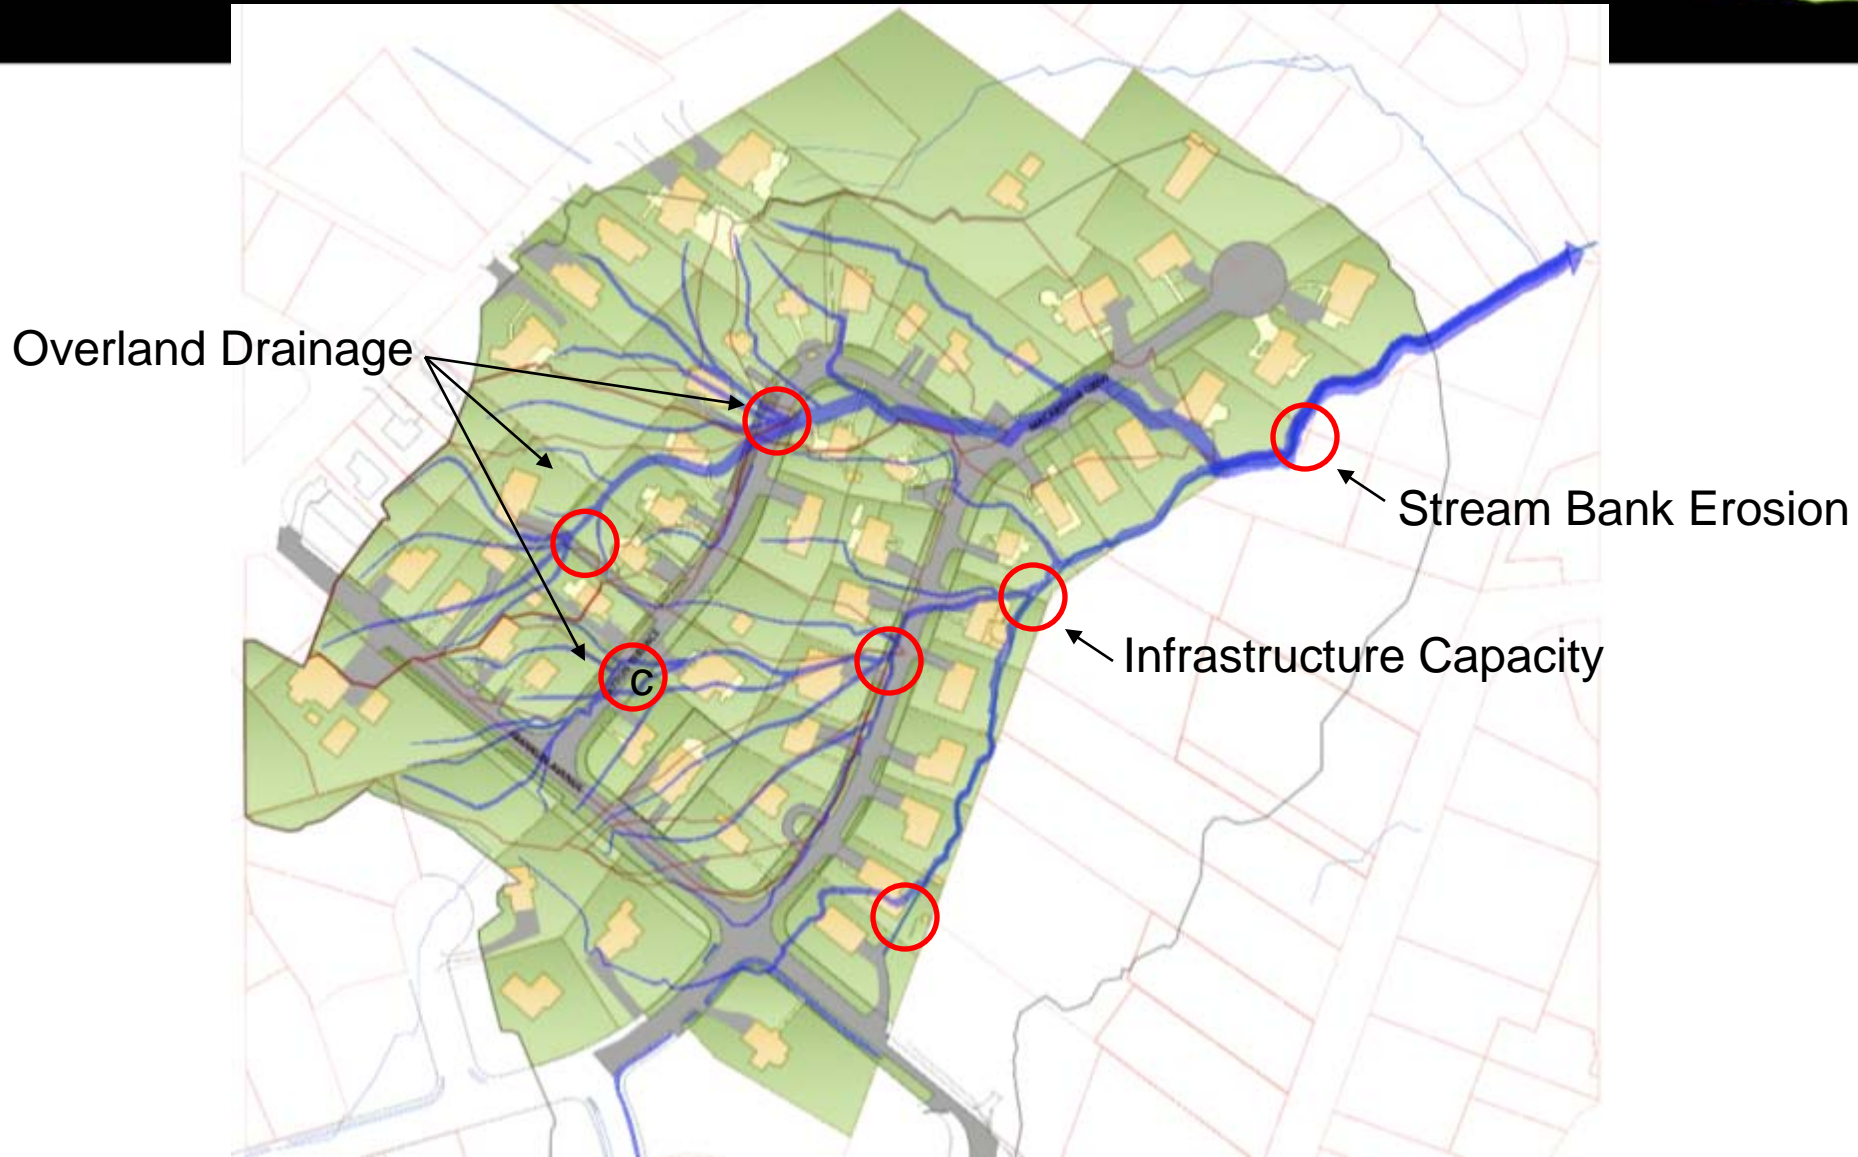 Overland Drainage
Stream Bank Erosion
Infrastructure Capacity
c